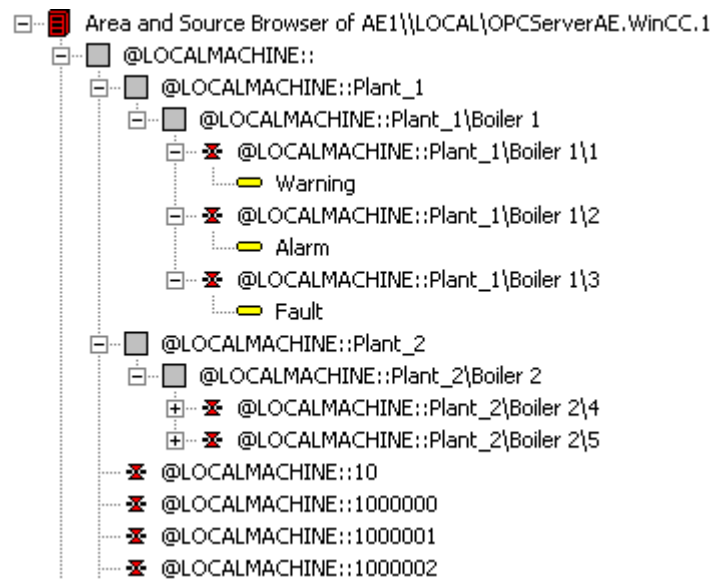 Area and Source Browser of AE1\\LOCAL\OPCServerAE.WinCC.1
@LOCALMACHINE::
@LOCALMACHINE::Plant_1
@LOCALMACHINE::Plant_1\Boiler 1
@LOCALMACHINE::Plant_1\Boiler 1\1
Warning
@LOCALMACHINE::Plant_1\Boiler 1\2
Alarm
@LOCALMACHINE::Plant_1\Boiler 1\3
Fault
@LOCALMACHINE::Plant_2
@LOCALMACHINE::Plant_2\Boiler 2
@LOCALMACHINE::Plant_2\Boiler 2\4
@LOCALMACHINE::Plant_2\Boiler 2\5
@LOCALMACHINE::10
@LOCALMACHINE::1000000
@LOCALMACHINE::1000001
@LOCALMACHINE::1000002